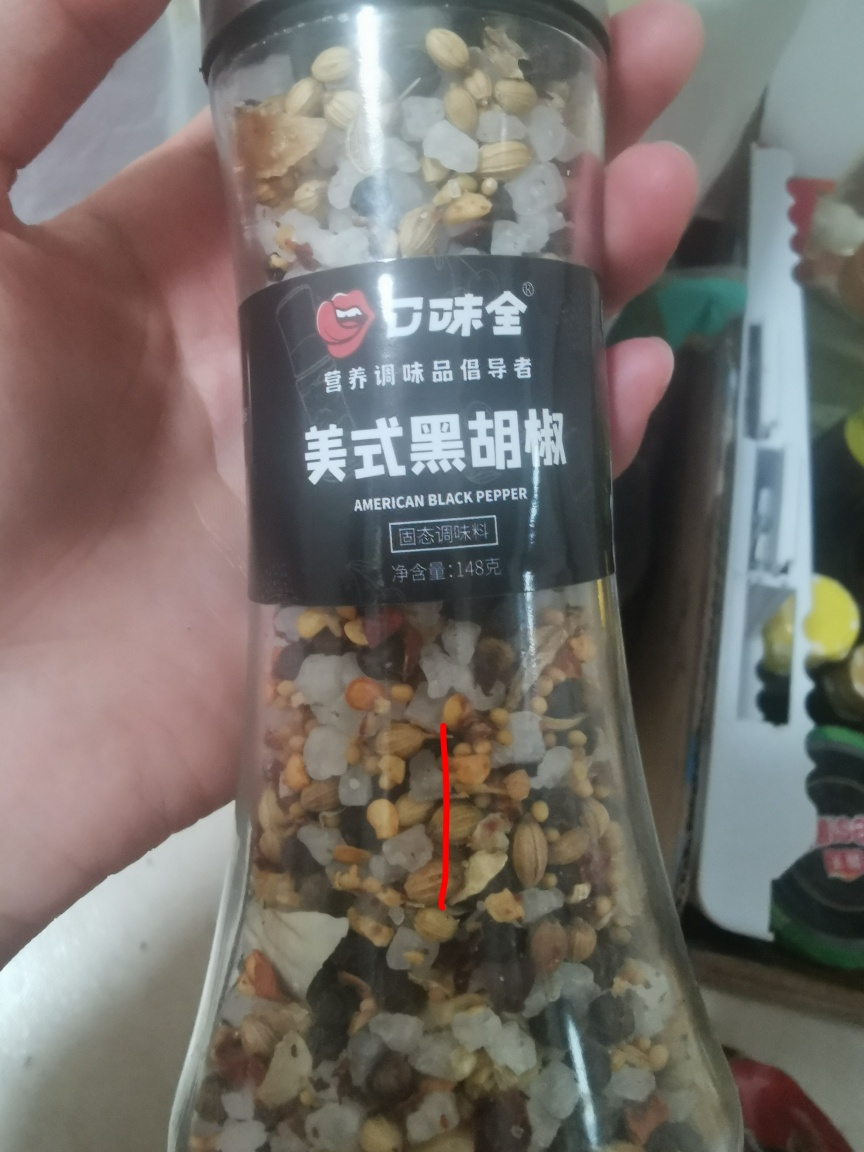 口味全®
营养调味品倡导者
美式黑胡椒
AMERICAN BLACK PEPPER
固态调味料
净含量:148克